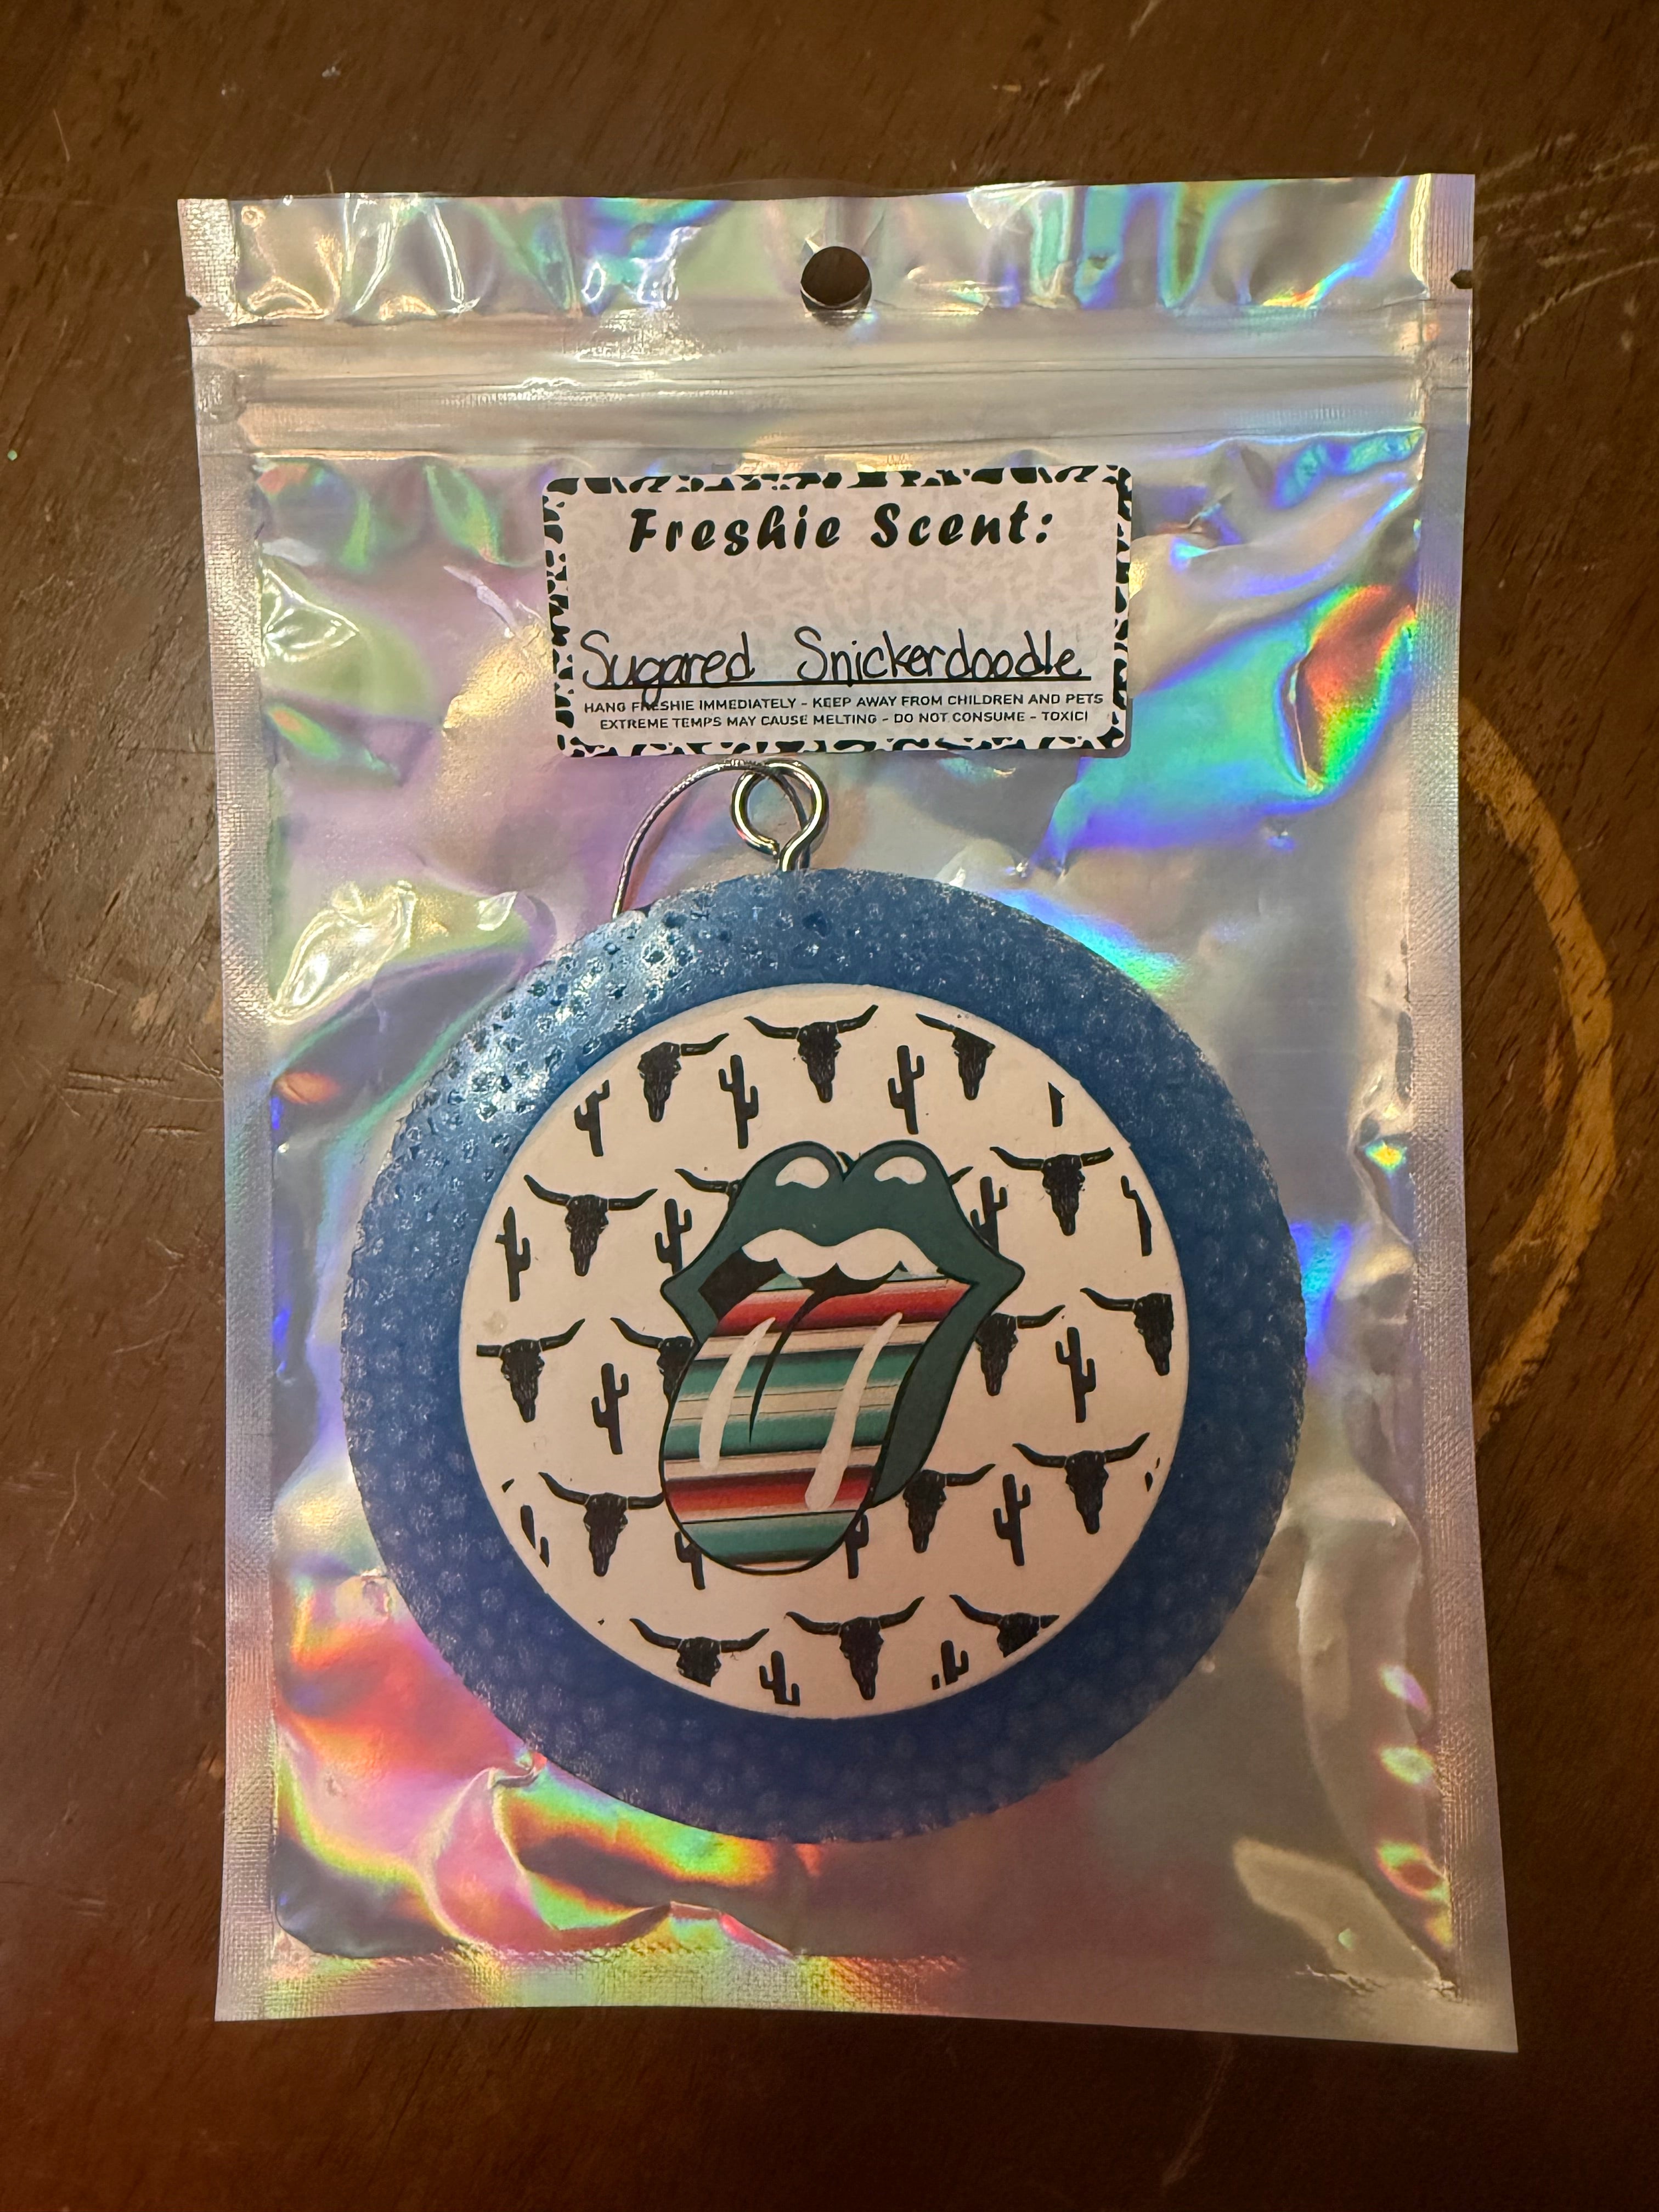 Freshie Scent:
Sugared Snickerdoodle
HANG FRESHIE IMMEDIATELY - KEEP AWAY FROM CHILDREN AND PETS
EXTREME TEMPS MAY CAUSE MELTING - DO NOT CONSUME - TOXIC!